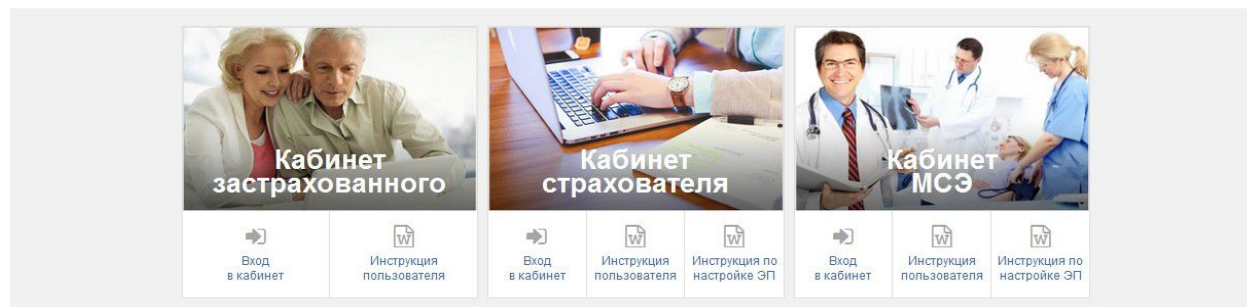 Кабинет
застрахованного
Вход
в кабинет
Инструкция
пользователя
Кабинет
страхователя
Вход
в кабинет
Инструкция
пользователя
Инструкция по
настройке ЭП
Кабинет
МСЭ
Вход
в кабинет
Инструкция
пользователя
Инструкция по
настройке ЭП